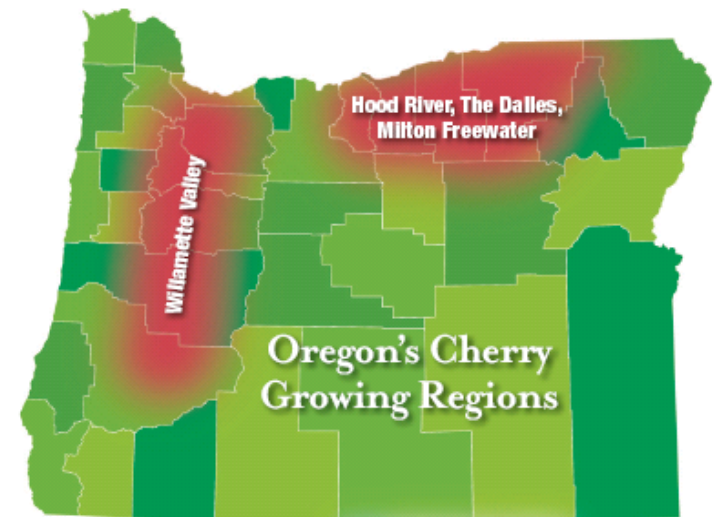 Hood River, The Dalles,
Milton Freewater
Willamette Valley
Oregon's Cherry
Growing Regions